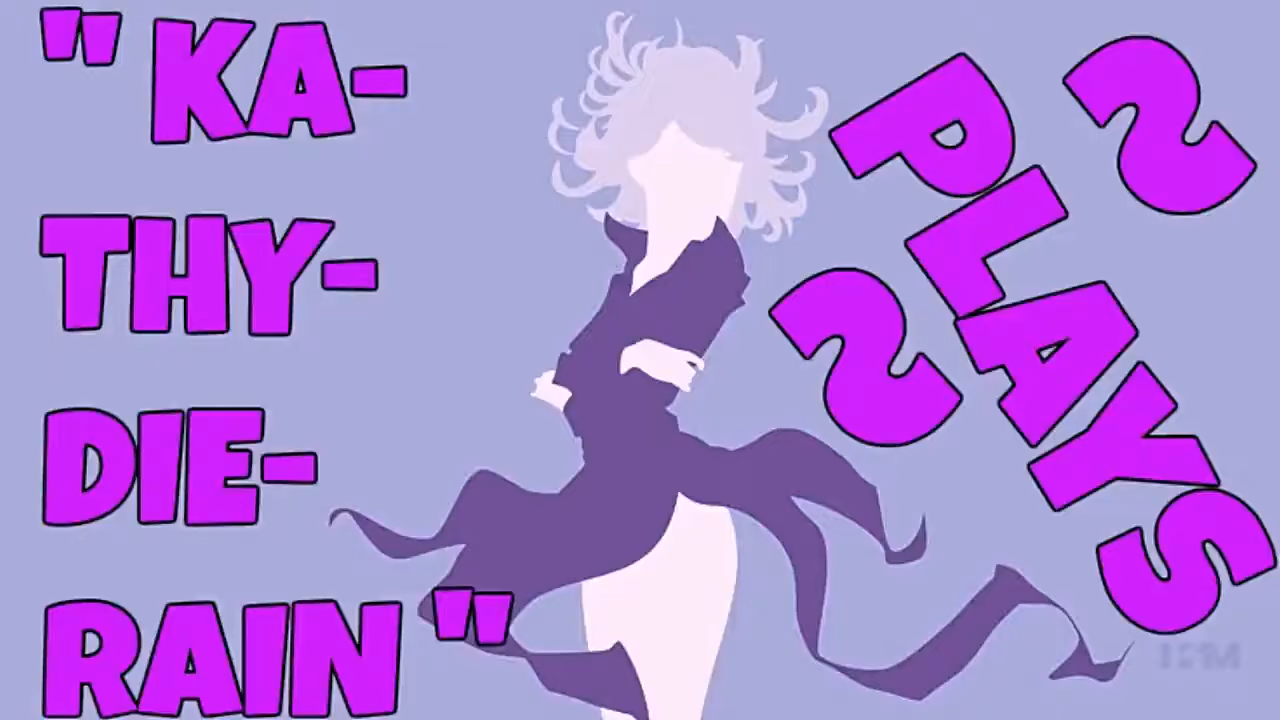 " KA-
THY-
DIE-
RAIN "
S
PLAYS
S